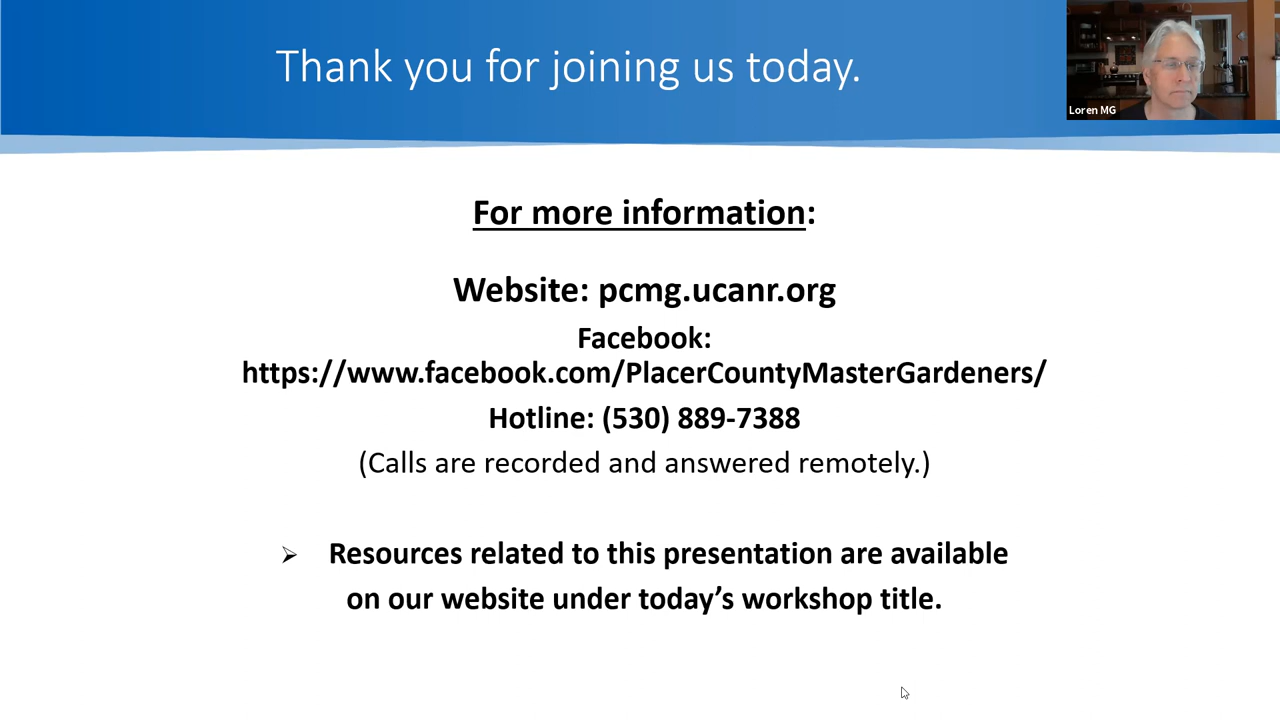 Thank you for joining us today.
Loren MG
For more information:
Website: pcmg.ucanr.org
Facebook:
https://www.facebook.com/PlacerCountyMasterGardeners/
Hotline: (530) 889-7388
(Calls are recorded and answered remotely.)
➢ Resources related to this presentation are available
on our website under today’s workshop title.